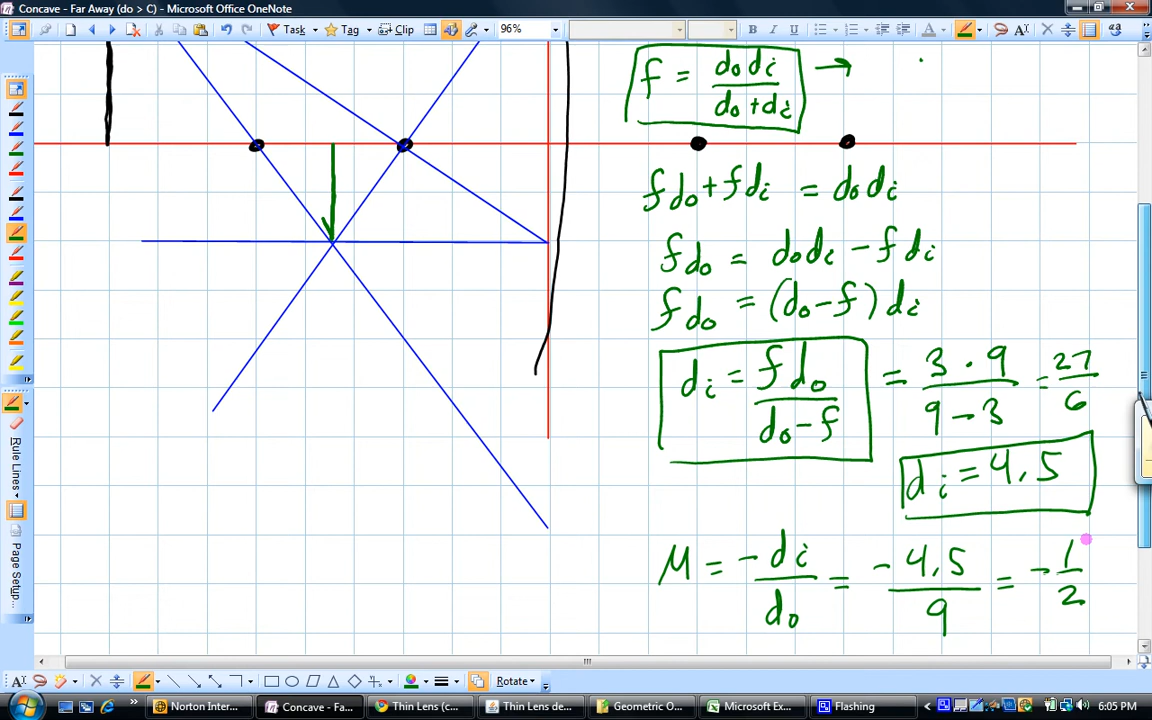 Concave - Far Away (do > C) - Microsoft Office OneNote
Task Tag Clip 96% B I U A
f = dodi / do+di →
fdo + fdi = dodi
fdo = dodi - fdi
fdo = (do-f) di
di = fdo / do-f = 3 · 9 / 9-3 = 27/6
di = 4,5
M = -di / do = -4,5 / 9 = -1/2
Rule Lines
Page Setup...
Rotate
Norton Inter...
Concave - Fa...
Thin Lens (c...
Thin Lens de...
Geometric O...
Microsoft Ex...
Flashing
6:05 PM